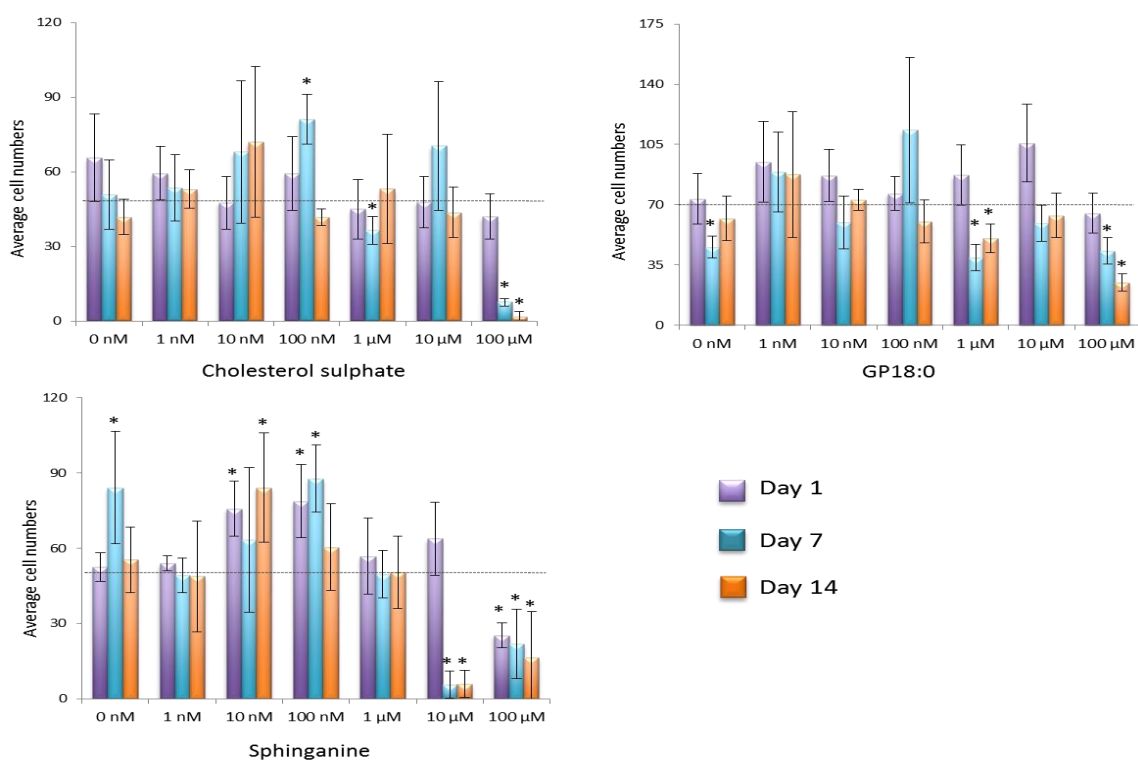 120
90
60
30
0
Average cell numbers
*
*
*
*
0 nM 1 nM 10 nM 100 nM 1 µM 10 µM 100 µM
Cholesterol sulphate
175
140
105
70
35
0
Average cell numbers
*
*
*
*
*
0 nM 1 nM 10 nM 100 nM 1 µM 10 µM 100 µM
GP18:0
120
90
60
30
0
Average cell numbers
*
*
*
*
*
* *
*
*
*
0 nM 1 nM 10 nM 100 nM 1 µM 10 µM 100 µM
Sphinganine
Day 1
Day 7
Day 14